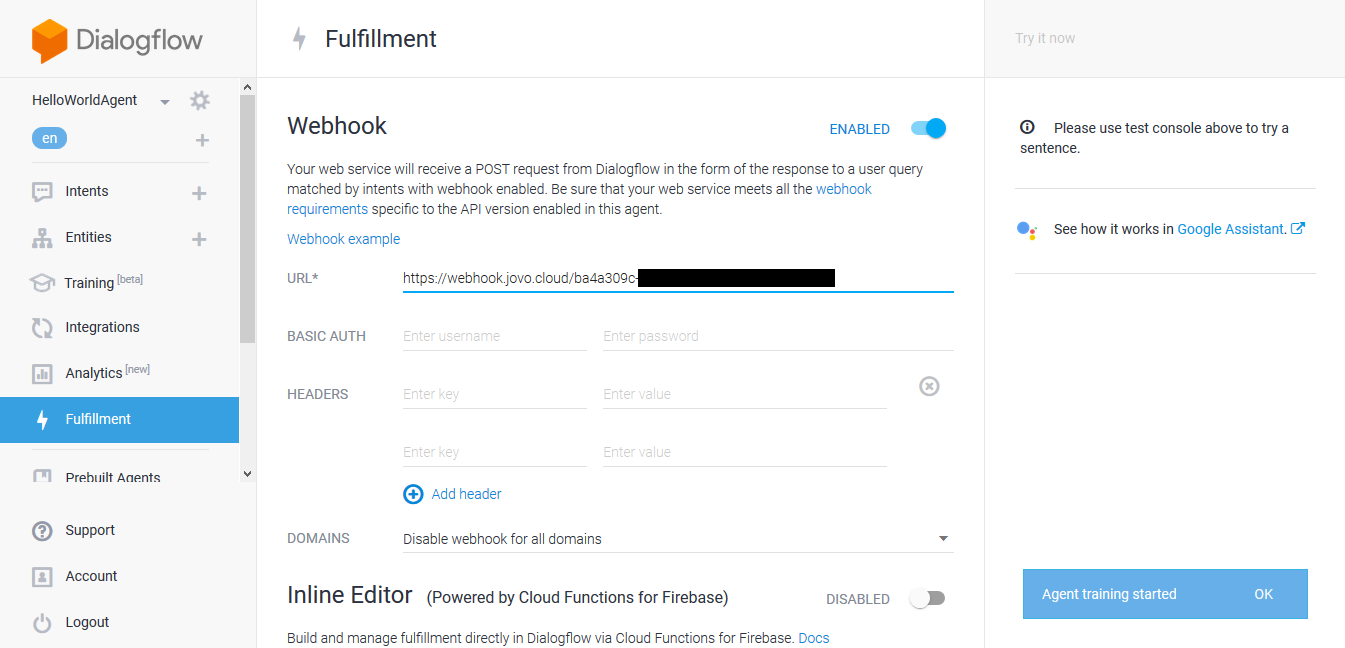 Dialogflow
HelloWorldAgent
en
Intents
Entities
Training [beta]
Integrations
Analytics [new]
Fulfillment
Prebuilt Agents
Support
Account
Logout
Fulfillment
Webhook
ENABLED
Your web service will receive a POST request from Dialogflow in the form of the response to a user query
matched by intents with webhook enabled. Be sure that your web service meets all the webhook
requirements specific to the API version enabled in this agent.
Webhook example
URL* https://webhook.jovo.cloud/ba4a309c-
BASIC AUTH Enter username Enter password
HEADERS Enter key Enter value
Enter key Enter value
Add header
DOMAINS Disable webhook for all domains
Inline Editor (Powered by Cloud Functions for Firebase) DISABLED
Build and manage fulfillment directly in Dialogflow via Cloud Functions for Firebase. Docs
Try it now
Please use test console above to try a
sentence.
See how it works in Google Assistant.
Agent training started OK